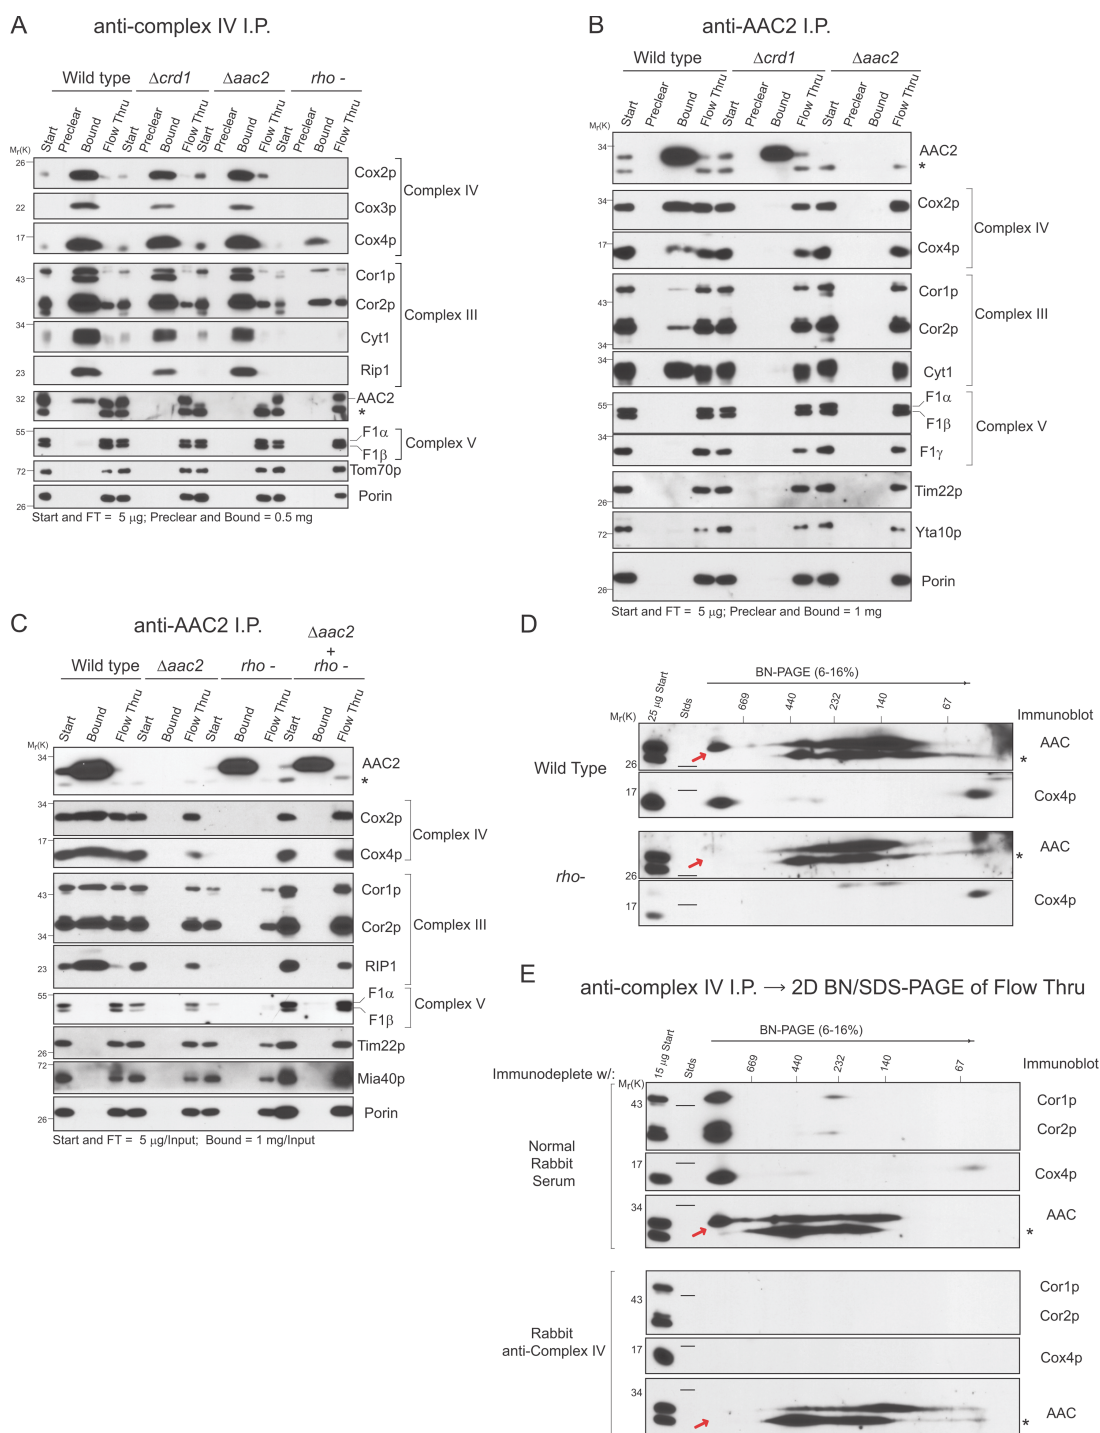 A
anti-complex IV I.P.
Wild type
Δcrd1
Δaac2
rho -
Start
Preclear
Bound
Flow Thru
Start
Preclear
Bound
Flow Thru
Start
Preclear
Bound
Flow Thru
Start
Preclear
Bound
Flow Thru
Mr(K)
26
Cox2p
22
Cox3p
17
Cox4p
Complex IV
43
Cor1p
Cor2p
34
Cyt1
23
Rip1
Complex III
32
AAC2
*
55
F1α
F1β
Complex V
72
Tom70p
26
Porin
Start and FT = 5 μg; Preclear and Bound = 0.5 mg
B
anti-AAC2 I.P.
Wild type
Δcrd1
Δaac2
Start
Preclear
Bound
Flow Thru
Start
Preclear
Bound
Flow Thru
Start
Preclear
Bound
Flow Thru
Mr(K)
34
AAC2
*
34
Cox2p
17
Cox4p
Complex IV
43
Cor1p
Cor2p
34
34
Cyt1
Complex III
55
F1α
F1β
34
F1γ
Complex V
26
Tim22p
72
Yta10p
26
Porin
Start and FT = 5 μg; Preclear and Bound = 1 mg
C
anti-AAC2 I.P.
Wild type
Δaac2
rho -
Δaac2
+
rho -
Start
Bound
Flow Thru
Start
Bound
Flow Thru
Start
Bound
Flow Thru
Start
Bound
Flow Thru
Mr(K)
34
AAC2
*
34
Cox2p
17
Cox4p
Complex IV
43
Cor1p
34
Cor2p
23
RIP1
Complex III
55
F1α
F1β
Complex V
26
Tim22p
72
Mia40p
26
Porin
Start and FT = 5 μg/Input; Bound = 1 mg/Input
D
BN-PAGE (6-16%)
25 μg Start
Stds
669
440
232
140
67
Mr(K)
Immunoblot
Wild Type
26
AAC
*
17
Cox4p
rho-
26
AAC
*
17
Cox4p
E
anti-complex IV I.P. → 2D BN/SDS-PAGE of Flow Thru
BN-PAGE (6-16%)
15 μg Start
Stds
669
440
232
140
67
Immunoblot
Immunodeplete w/:
Mr(K)
Normal
Rabbit
Serum
43
Cor1p
Cor2p
17
Cox4p
34
AAC
*
Rabbit
anti-Complex IV
43
Cor1p
Cor2p
17
Cox4p
34
AAC
*